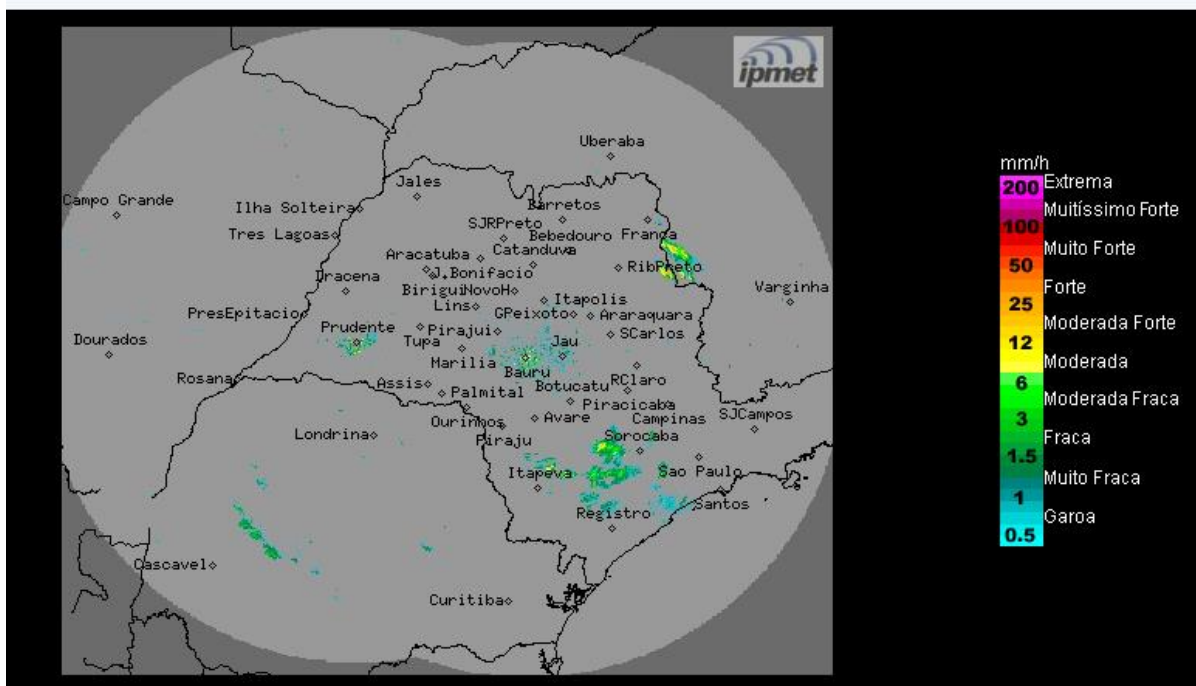 ipmet
Uberaba
Jales
Campo Grande
Ilha Solteira
Barretos
SJRPreto
Tres Lagoas
Bebedouro
Franca
Catanduva
Aracatuba
J.Bonifacio
RibPreto
Dracena
Birigui
NovoH
Varginha
Lins
Itapolis
PresEpitacio
GPeixoto
Araraquara
Prudente
Pirajui
SCarlos
Dourados
Tupa
Jau
Marilia
Bauru
Rosana
Assis
Botucatu
RClaro
Palmital
Piracicaba
SJCampos
Ourinhos
Avare
Campinas
Londrina
Piraju
Sorocaba
Itapeva
Sao Paulo
Santos
Registro
Cascavel
Curitiba
mm/h
200 Extrema
Muitíssimo Forte
100
Muito Forte
50
Forte
25
Moderada Forte
12
Moderada
6
Moderada Fraca
3
Fraca
1.5
Muito Fraca
1
Garoa
0.5